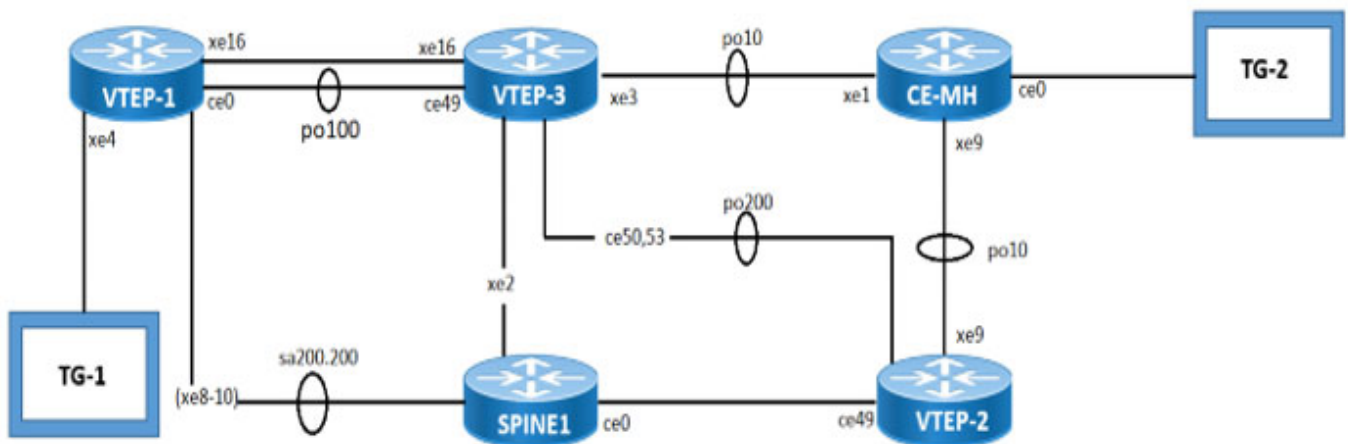 po10
xe16
xe16
TG-2
VTEP-1
VTEP-3
CE-MH
ce0
ce0
ce49
xe3
xe1
po100
xe4
xe9
po200
ce50,53
po10
xe2
xe9
sa200.200
TG-1
(xe8-10)
SPINE1
ce0
ce49
VTEP-2